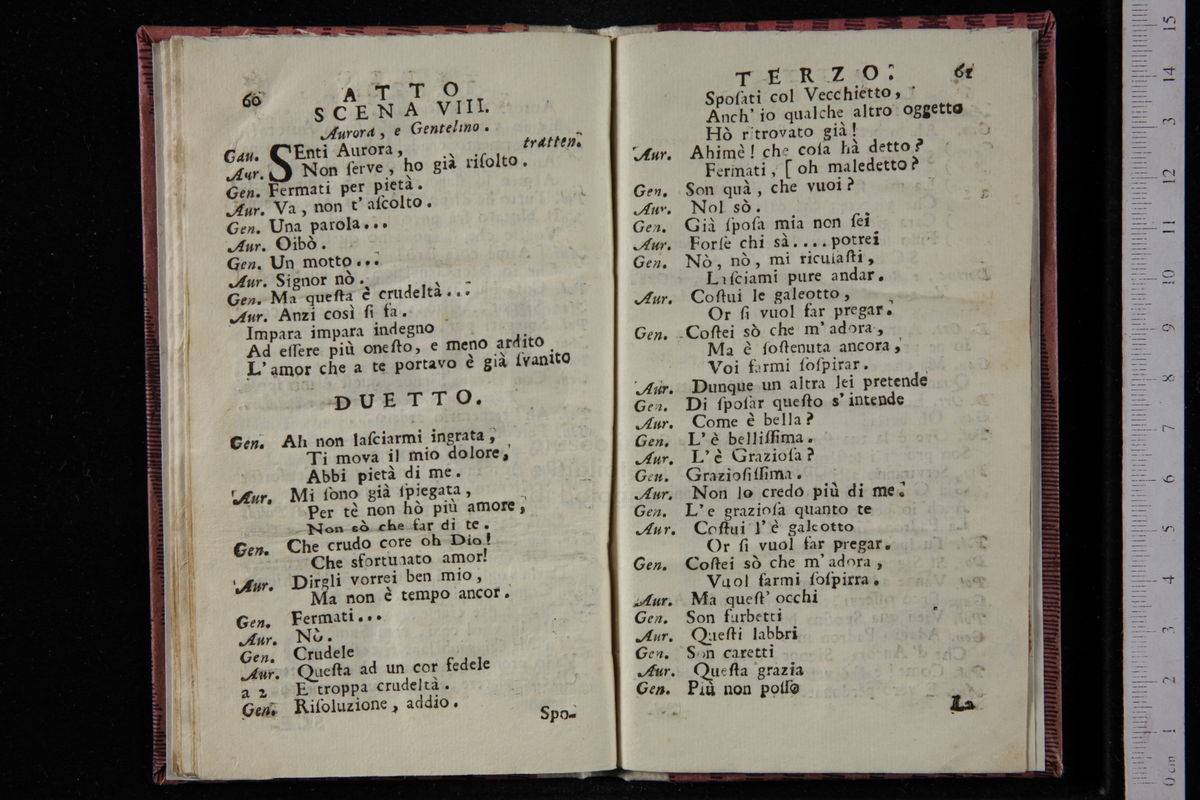 60
ATTO
SCENA VIII.
Aurora, e Gentelino.
Gau. SEnti Aurora, tratten.
Aur. Non ſerve, ho già riſolto.
Gen. Fermati per pietà.
Aur. Va, non t'aſcolto.
Gen. Una parola...
Aur. Oibò.
Gen. Un motto...
Aur. Signor nò.
Gen. Ma queſta è crudeltà...
Aur. Anzi così ſi fa.
Impara impara indegno
Ad eſſere più oneſto, e meno ardito
L'amor che a te portavo è già ſvanito
DUETTO.
Gen. Ah non laſciarmi ingrata,
Ti mova il mio dolore,
Abbi pietà di me.
Aur. Mi ſono già ſpiegata,
Per tè non hò più amore,
Non sò che far di te.
Gen. Che crudo core oh Dio!
Che sfortunato amor!
Aur. Dirgli vorrei ben mio,
Ma non è tempo ancor.
Gen. Fermati...
Aur. Nò.
Gen. Crudele
Aur. Queſta ad un cor fedele
a 2 E troppa crudeltà.
Gen. Riſoluzione, addio.
Spo-
TERZO. 61
Spoſati col Vecchietto,
Anch'io qualche altro oggetto
Hò ritrovato già!
Aur. Ahimè! che coſa hà detto?
Fermati, [ oh maledetto?
Gen. Son quà, che vuoi?
Aur. Nol sò.
Gen. Già ſpoſa mia non ſei
Aur. Forſe chi sà.... potrei
Gen. Nò, nò, mi ricuſaſti,
Laſciami pure andar.
Aur. Coſtui le galeotto,
Or ſi vuol far pregar.
Gen. Coſtei sò che m'adora,
Ma è ſoſtenuta ancora,
Voi farmi ſoſpirar.
Aur. Dunque un altra lei pretende
Gen. Di ſpoſar queſto s'intende
Aur. Come è bella?
Gen. L'è belliſſima.
Aur. L'è Grazioſa?
Gen. Grazioſiſſima.
Aur. Non lo credo più di me.
Gen. L'e grazioſa quanto te
Aur. Coſtui l'è galeotto
Or ſi vuol far pregar.
Gen. Coſtei sò che m'adora,
Vuol farmi ſoſpirra.
Aur. Ma queſt'occhi
Gen. Son furbetti
Aur. Queſti labbri
Gen. Son caretti
Aur. Queſta grazia
Gen. Più non poſſo
La